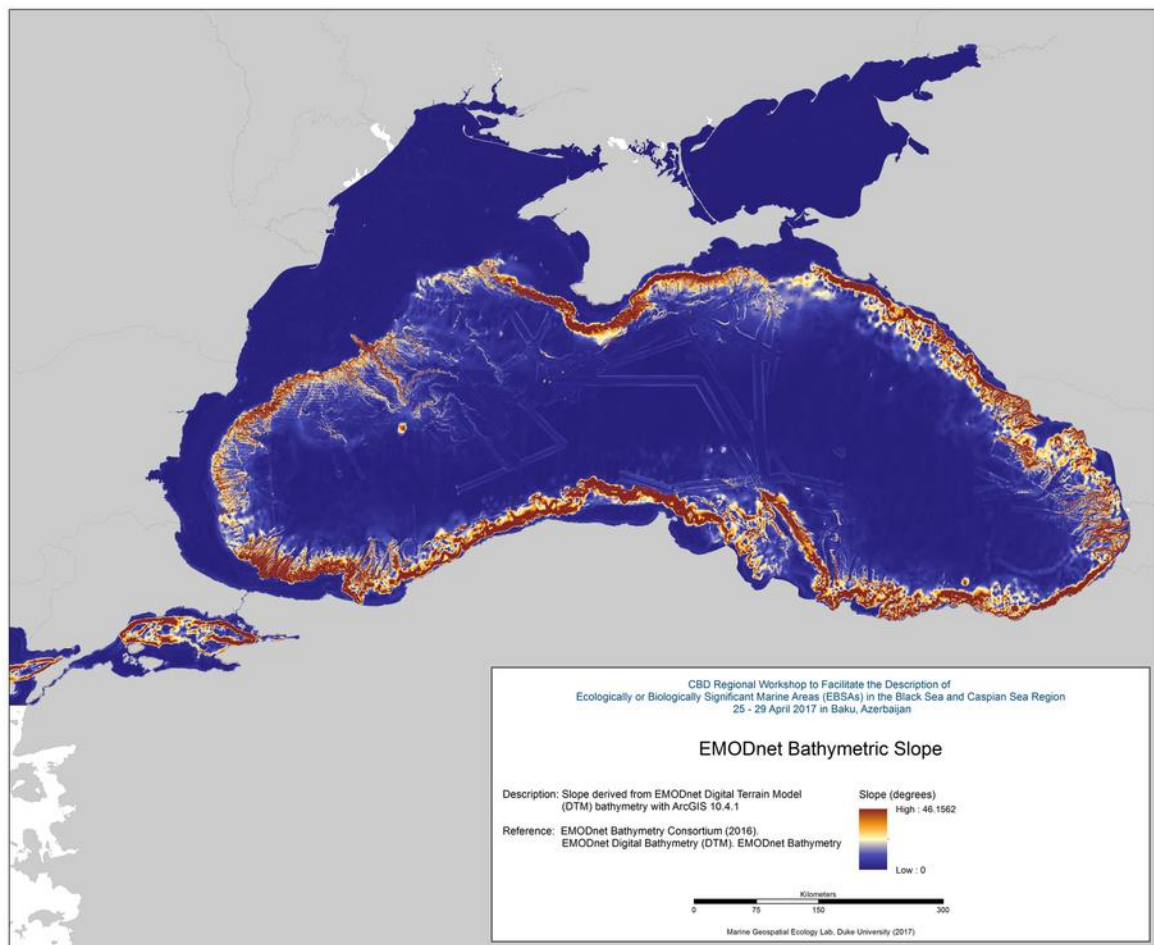 CBD Regional Workshop to Facilitate the Description of
Ecologically or Biologically Significant Marine Areas (EBSAs) in the Black Sea and Caspian Sea Region
25 - 29 April 2017 in Baku, Azerbaijan
EMODnet Bathymetric Slope
Description: Slope derived from EMODnet Digital Terrain Model
(DTM) bathymetry with ArcGIS 10.4.1
Reference: EMODnet Bathymetry Consortium (2016).
EMODnet Digital Bathymetry (DTM). EMODnet Bathymetry
Slope (degrees)
High : 46.1562
Low : 0
Kilometers
0 75 150 300
Marine Geospatial Ecology Lab, Duke University (2017)